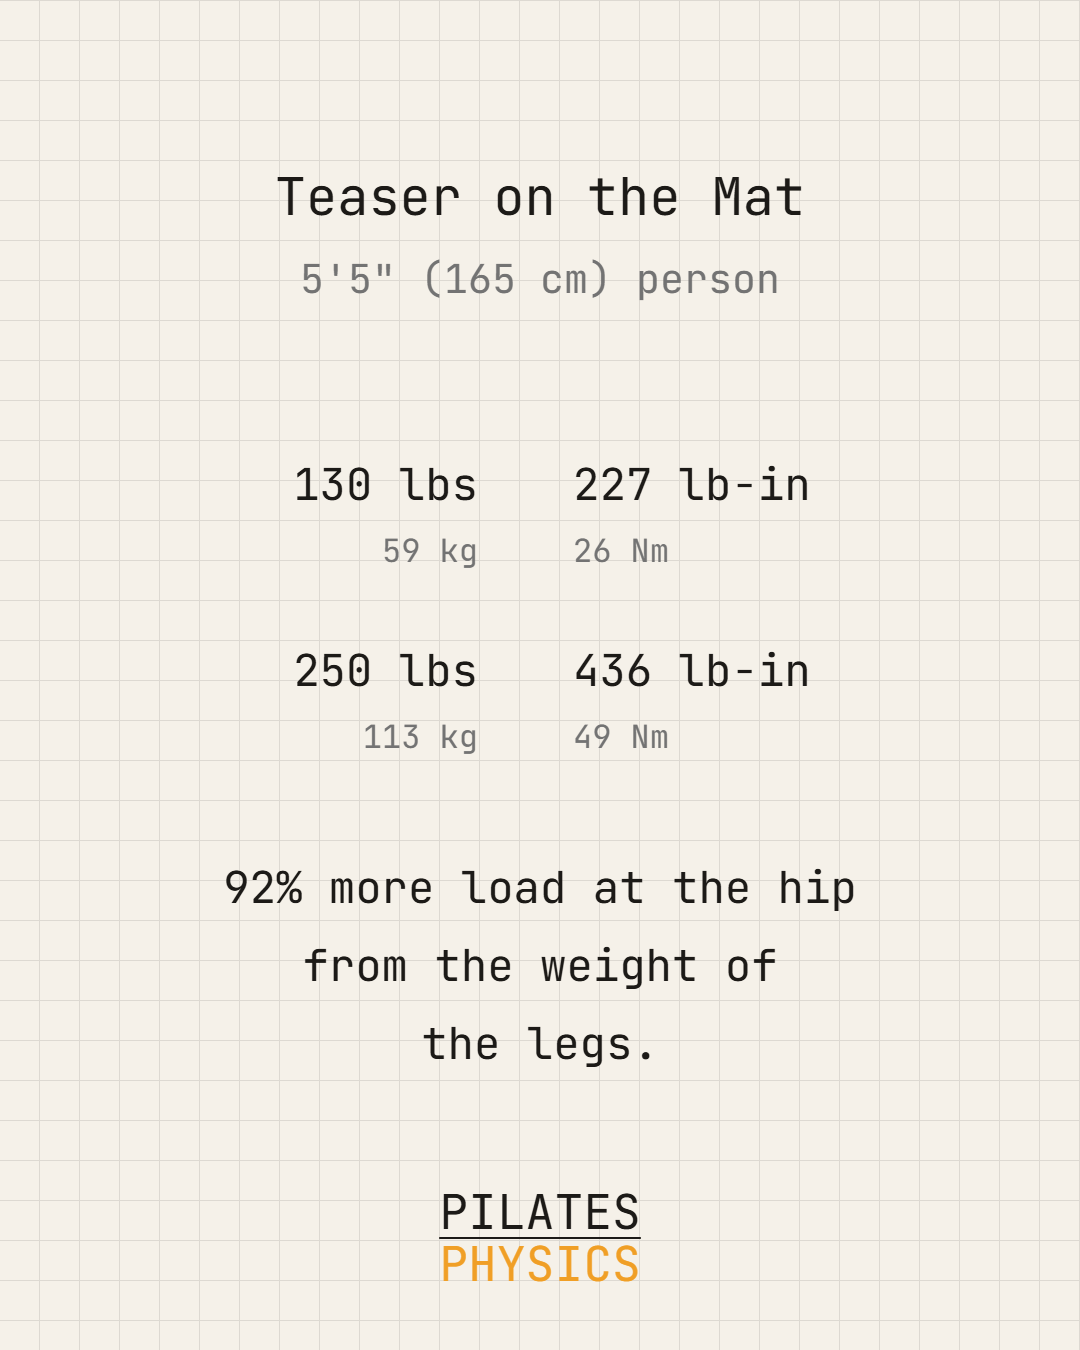 Teaser on the Mat
5'5" (165 cm) person
130 lbs 227 lb-in
59 kg 26 Nm
250 lbs 436 lb-in
113 kg 49 Nm
92% more load at the hip
from the weight of
the legs.
PILATES
PHYSICS